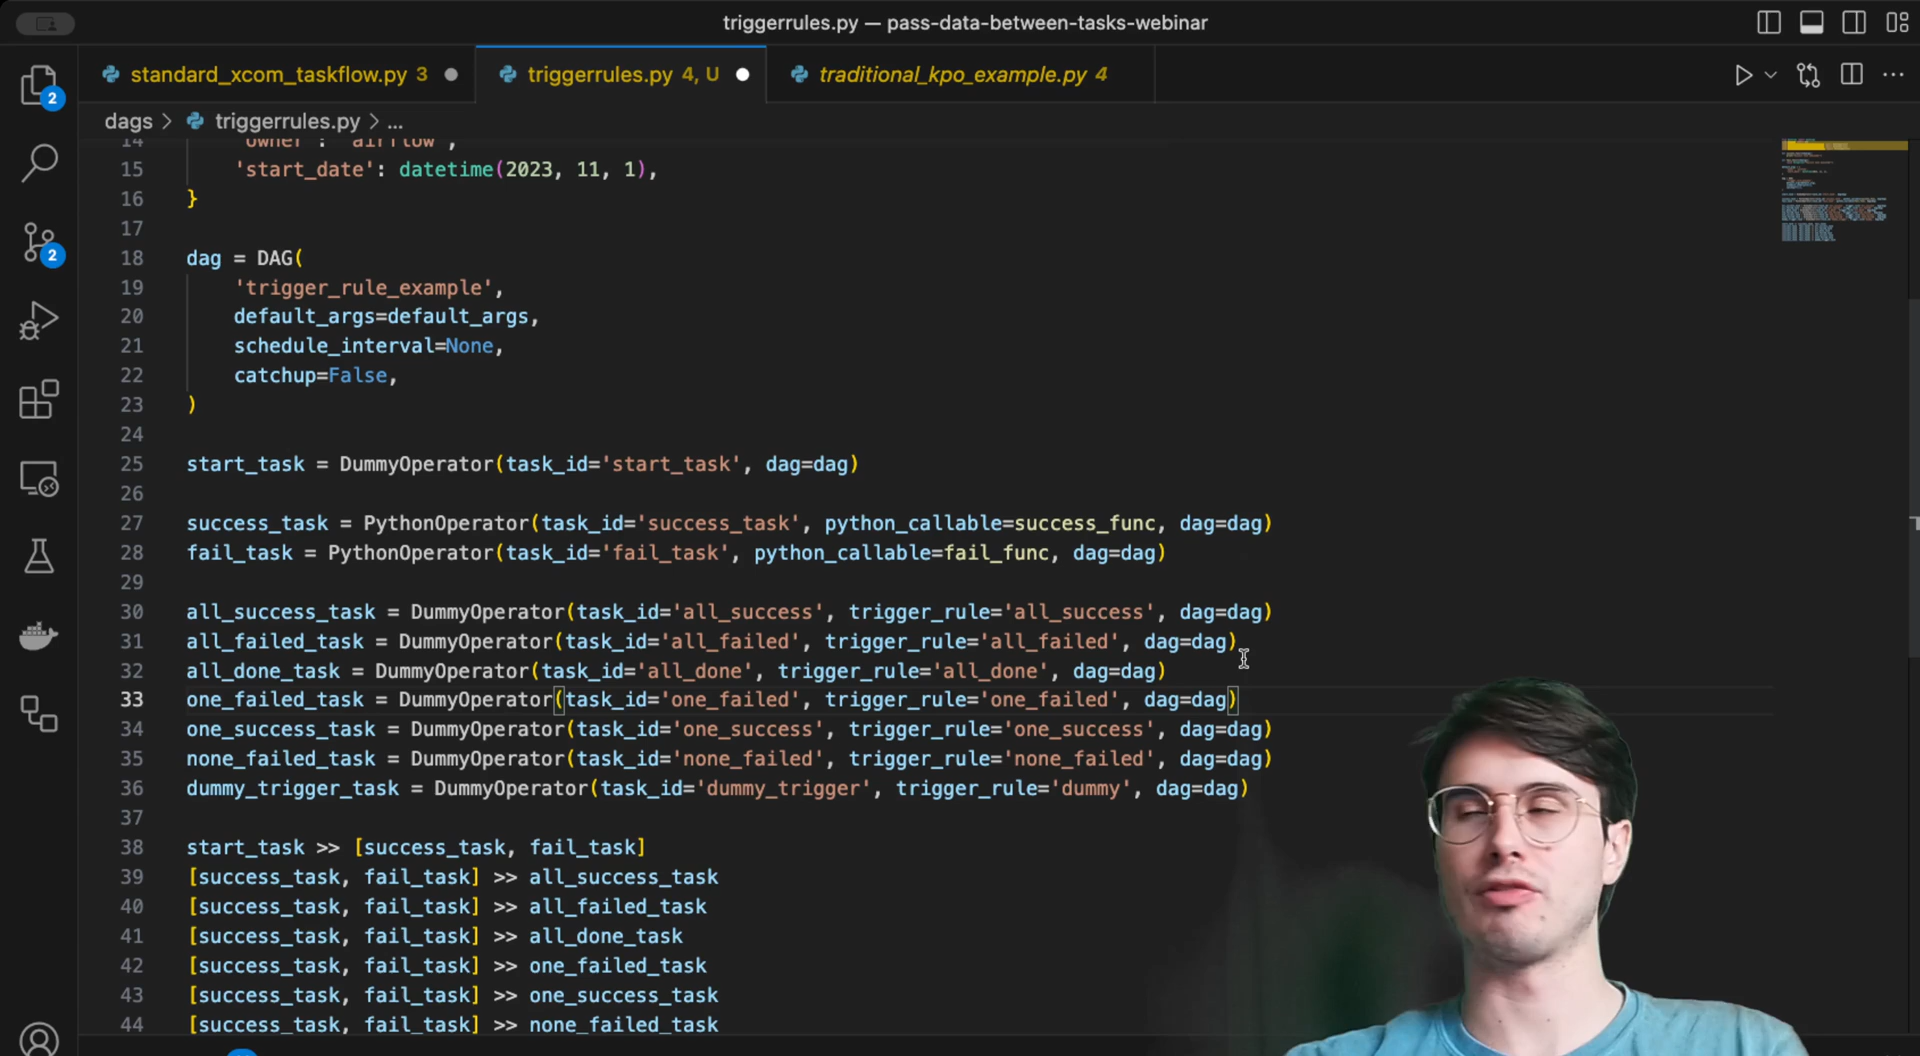 triggerrules.py — pass-data-between-tasks-webinar
standard_xcom_taskflow.py 3
triggerrules.py 4, U
traditional_kpo_example.py 4
dags > triggerrules.py > ...
2
2
14 'owner': 'airflow',
15 'start_date': datetime(2023, 11, 1),
16 }
17
18 dag = DAG(
19 'trigger_rule_example',
20 default_args=default_args,
21 schedule_interval=None,
22 catchup=False,
23 )
24
25 start_task = DummyOperator(task_id='start_task', dag=dag)
26
27 success_task = PythonOperator(task_id='success_task', python_callable=success_func, dag=dag)
28 fail_task = PythonOperator(task_id='fail_task', python_callable=fail_func, dag=dag)
29
30 all_success_task = DummyOperator(task_id='all_success', trigger_rule='all_success', dag=dag)
31 all_failed_task = DummyOperator(task_id='all_failed', trigger_rule='all_failed', dag=dag)
32 all_done_task = DummyOperator(task_id='all_done', trigger_rule='all_done', dag=dag)
33 one_failed_task = DummyOperator(task_id='one_failed', trigger_rule='one_failed', dag=dag)
34 one_success_task = DummyOperator(task_id='one_success', trigger_rule='one_success', dag=dag)
35 none_failed_task = DummyOperator(task_id='none_failed', trigger_rule='none_failed', dag=dag)
36 dummy_trigger_task = DummyOperator(task_id='dummy_trigger', trigger_rule='dummy', dag=dag)
37
38 start_task >> [success_task, fail_task]
39 [success_task, fail_task] >> all_success_task
40 [success_task, fail_task] >> all_failed_task
41 [success_task, fail_task] >> all_done_task
42 [success_task, fail_task] >> one_failed_task
43 [success_task, fail_task] >> one_success_task
44 [success_task, fail_task] >> none_failed_task